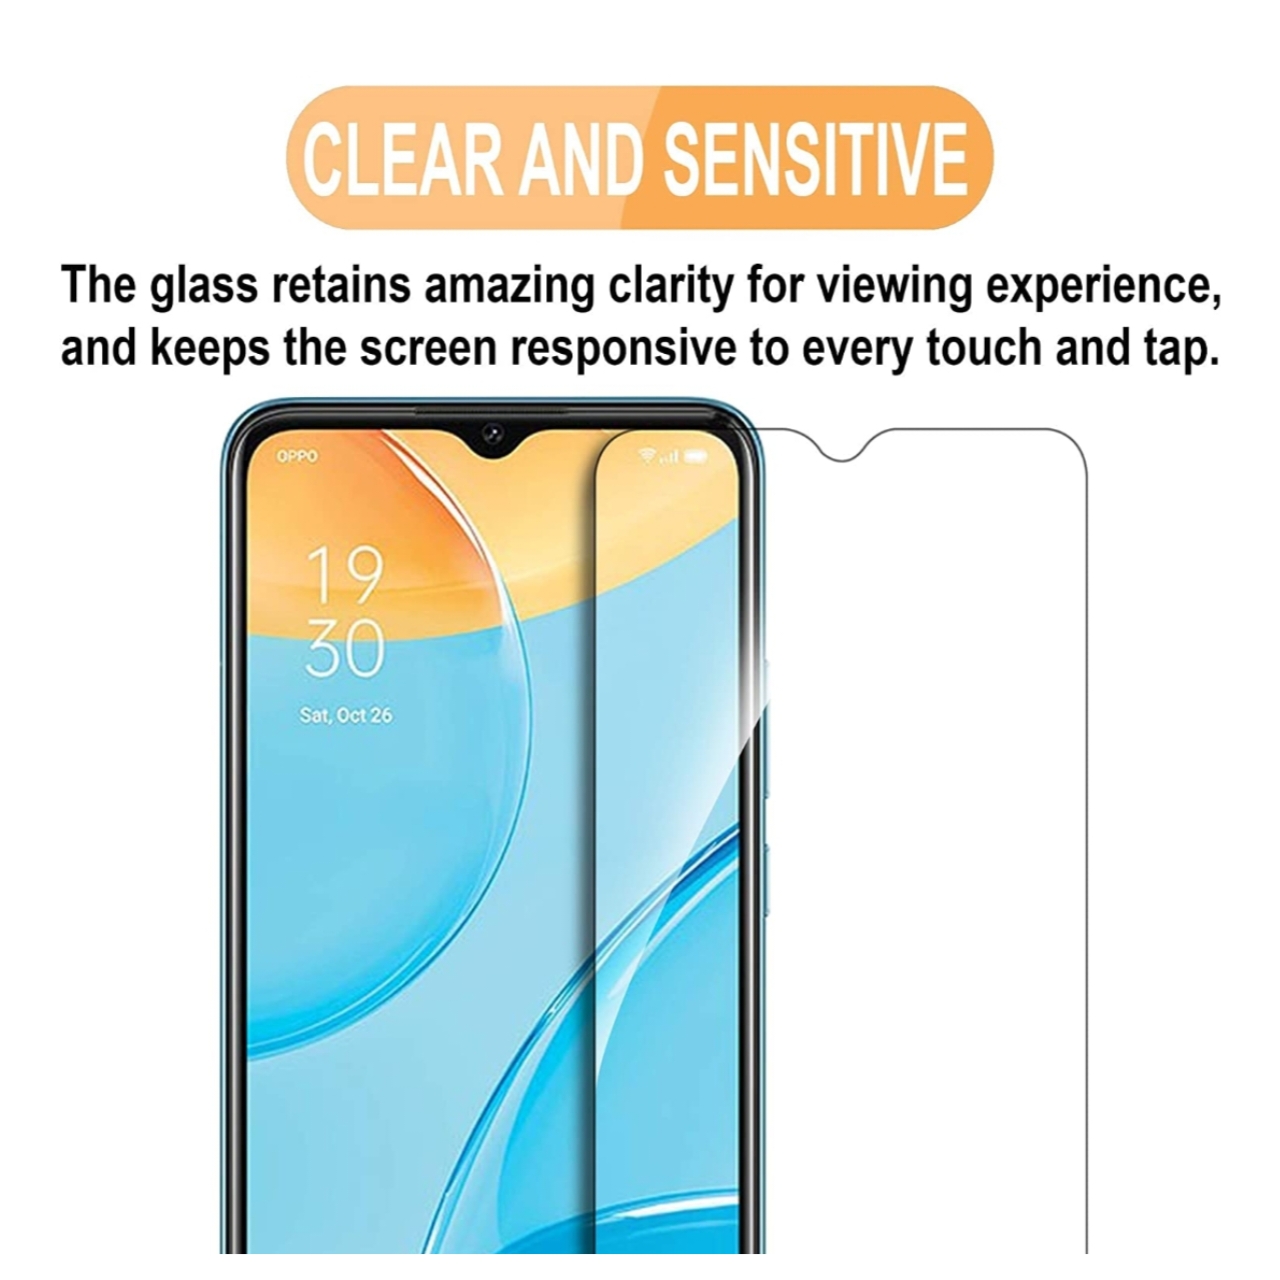 CLEAR AND SENSITIVE
The glass retains amazing clarity for viewing experience,
and keeps the screen responsive to every touch and tap.
OPPO
19
30
Sat, Oct 26